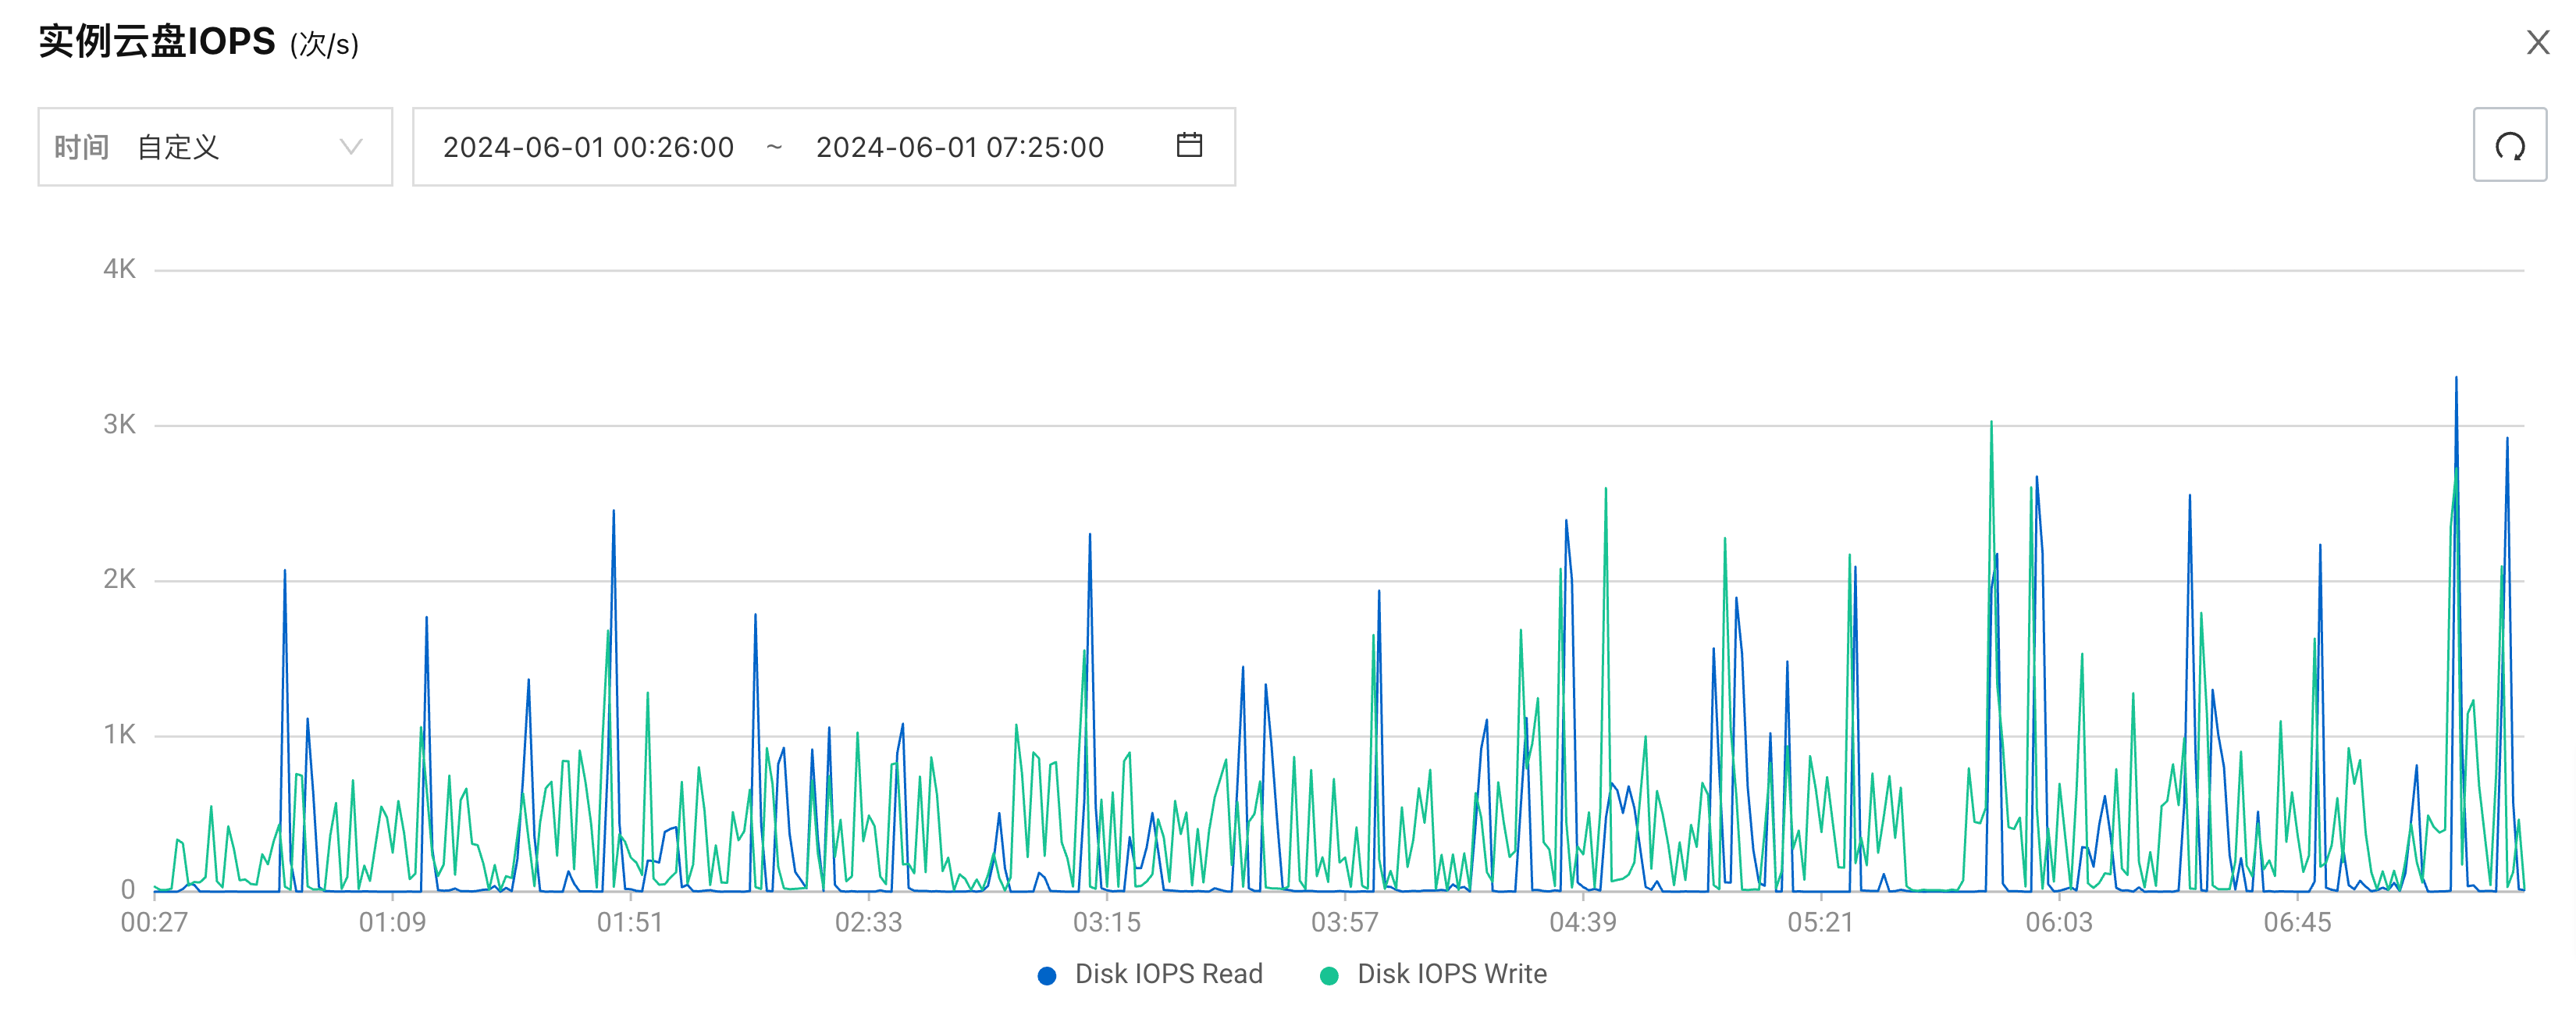 实例云盘IOPS (次/s)
时间 自定义
2024-06-01 00:26:00 ~ 2024-06-01 07:25:00
4K
3K
2K
1K
0
00:27 01:09 01:51 02:33 03:15 03:57 04:39 05:21 06:03 06:45
Disk IOPS Read Disk IOPS Write